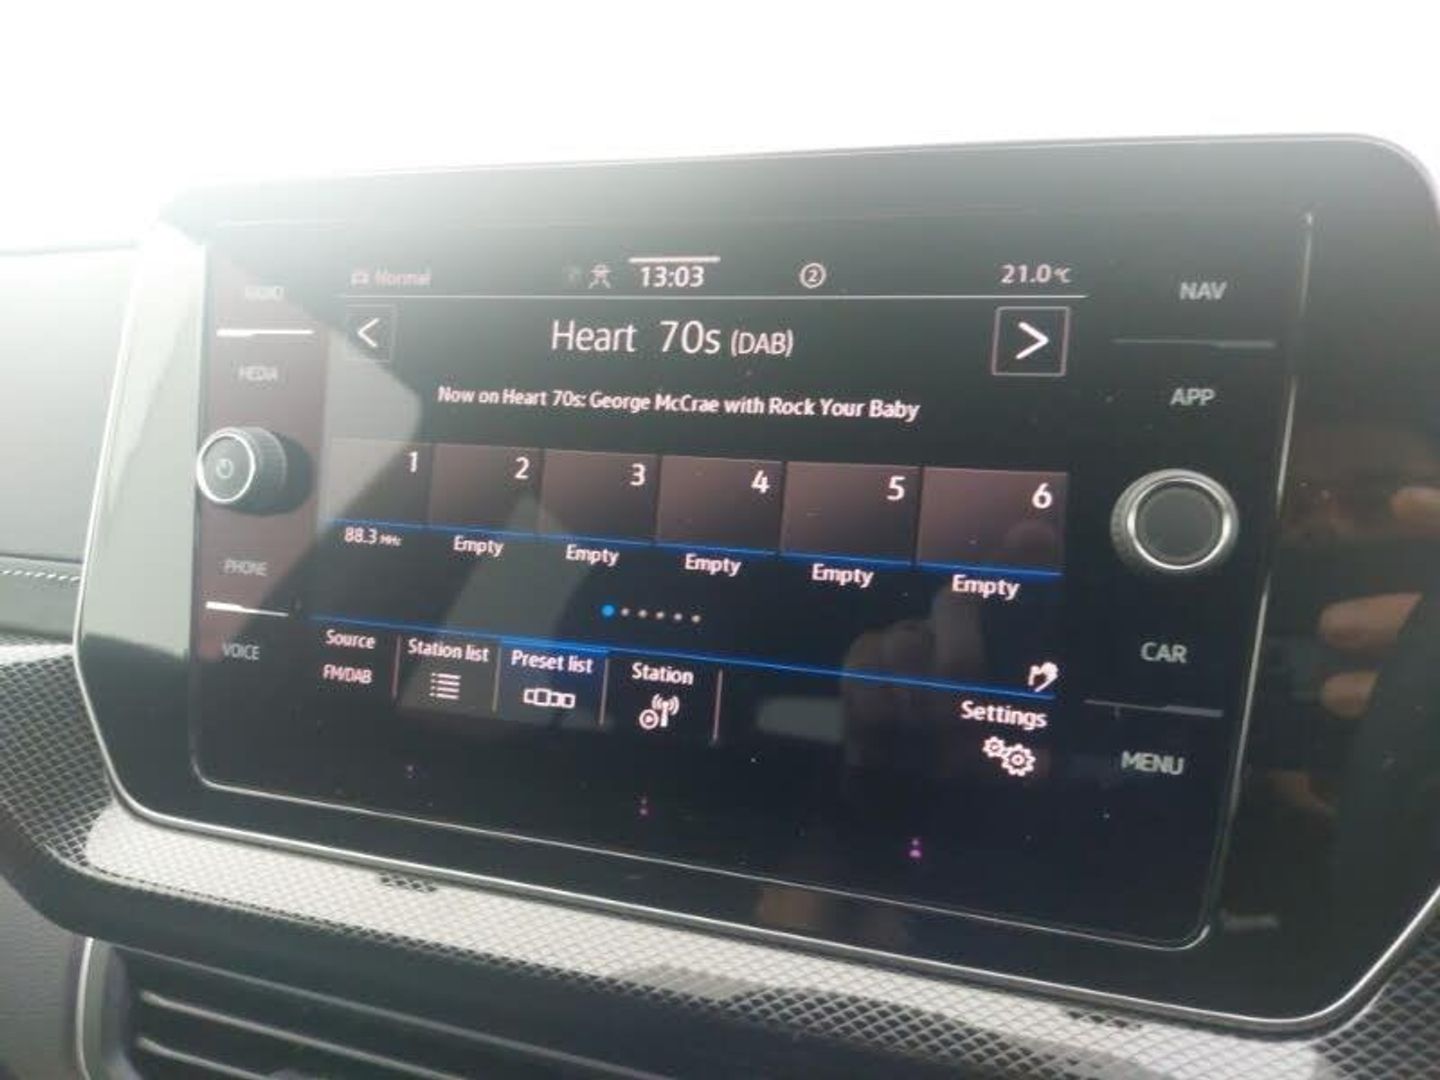 Normal 13:03 2 21.0°C
Heart 70s (DAB)
Now on Heart 70s: George McCrae with Rock Your Baby
1 2 3 4 5 6
88.3 MHz Empty Empty Empty Empty Empty
Source Station list Preset list Station Settings
FM/DAB
RADIO
MEDIA
PHONE
VOICE
NAV
APP
CAR
MENU